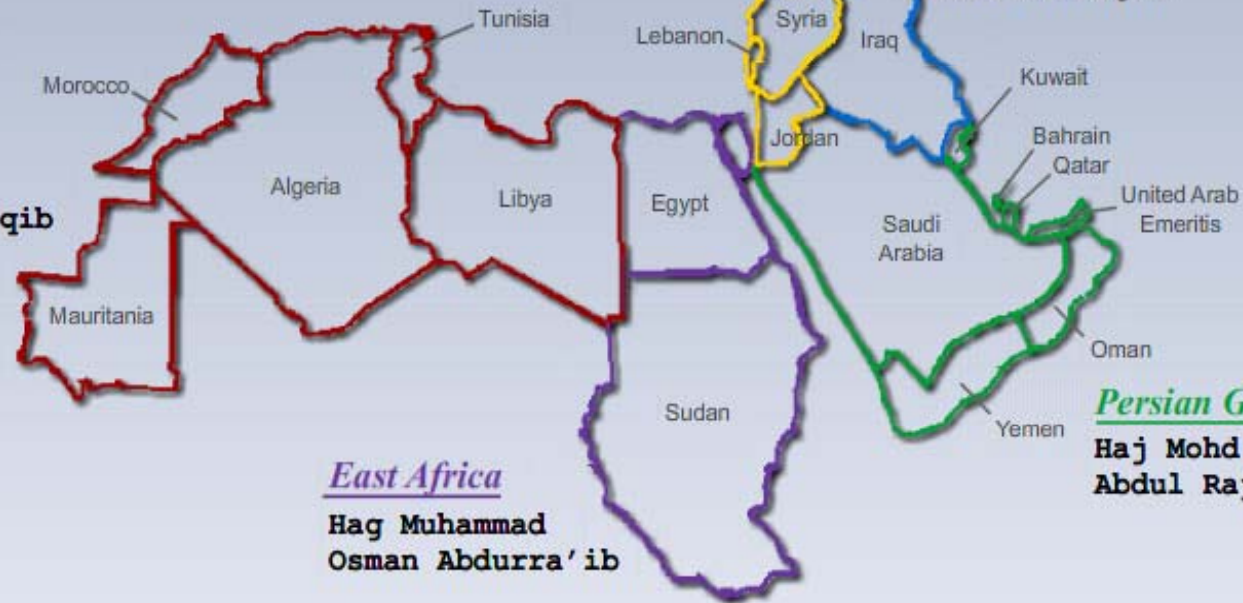 Tunisia
Syria
Lebanon
Iraq
Morocco
Kuwait
Jordan
Bahrain
Qatar
Algeria
Libya
Egypt
United Arab
Emeritis
qib
Saudi
Arabia
Mauritania
Oman
Sudan
Yemen
Persian G
Haj Mohd
Abdul Ra
East Africa
Hag Muhammad
Osman Abdurra’ib